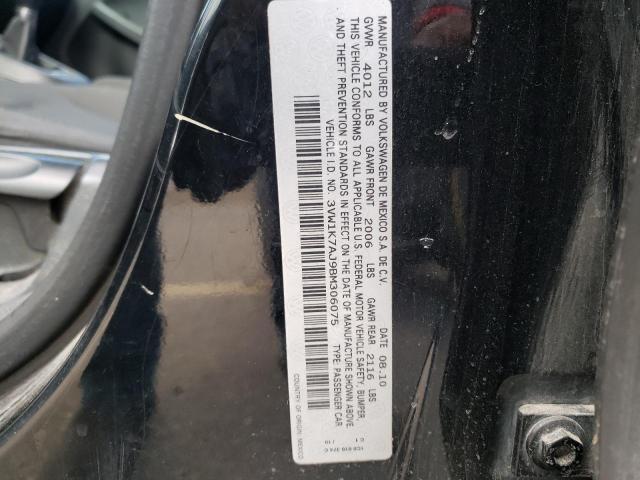 MANUFACTURED BY VOLKSWAGEN DE MEXICO S.A. DE C.V. DATE 08.10
GVWR 4012 LBS GAWR FRONT 2006 LBS GAWR REAR 2116 LBS
THIS VEHICLE CONFORMS TO ALL APPLICABLE U.S. FEDERAL MOTOR VEHICLE SAFETY, BUMPER,
AND THEFT PREVENTION STANDARDS IN EFFECT ON THE DATE OF MANUFACTURE SHOWN ABOVE.
VEHICLE I.D. NO. 3VW1K7AJ9BM306075 TYPE: PASSENGER CAR
COUNTRY OF ORIGIN: MEXICO